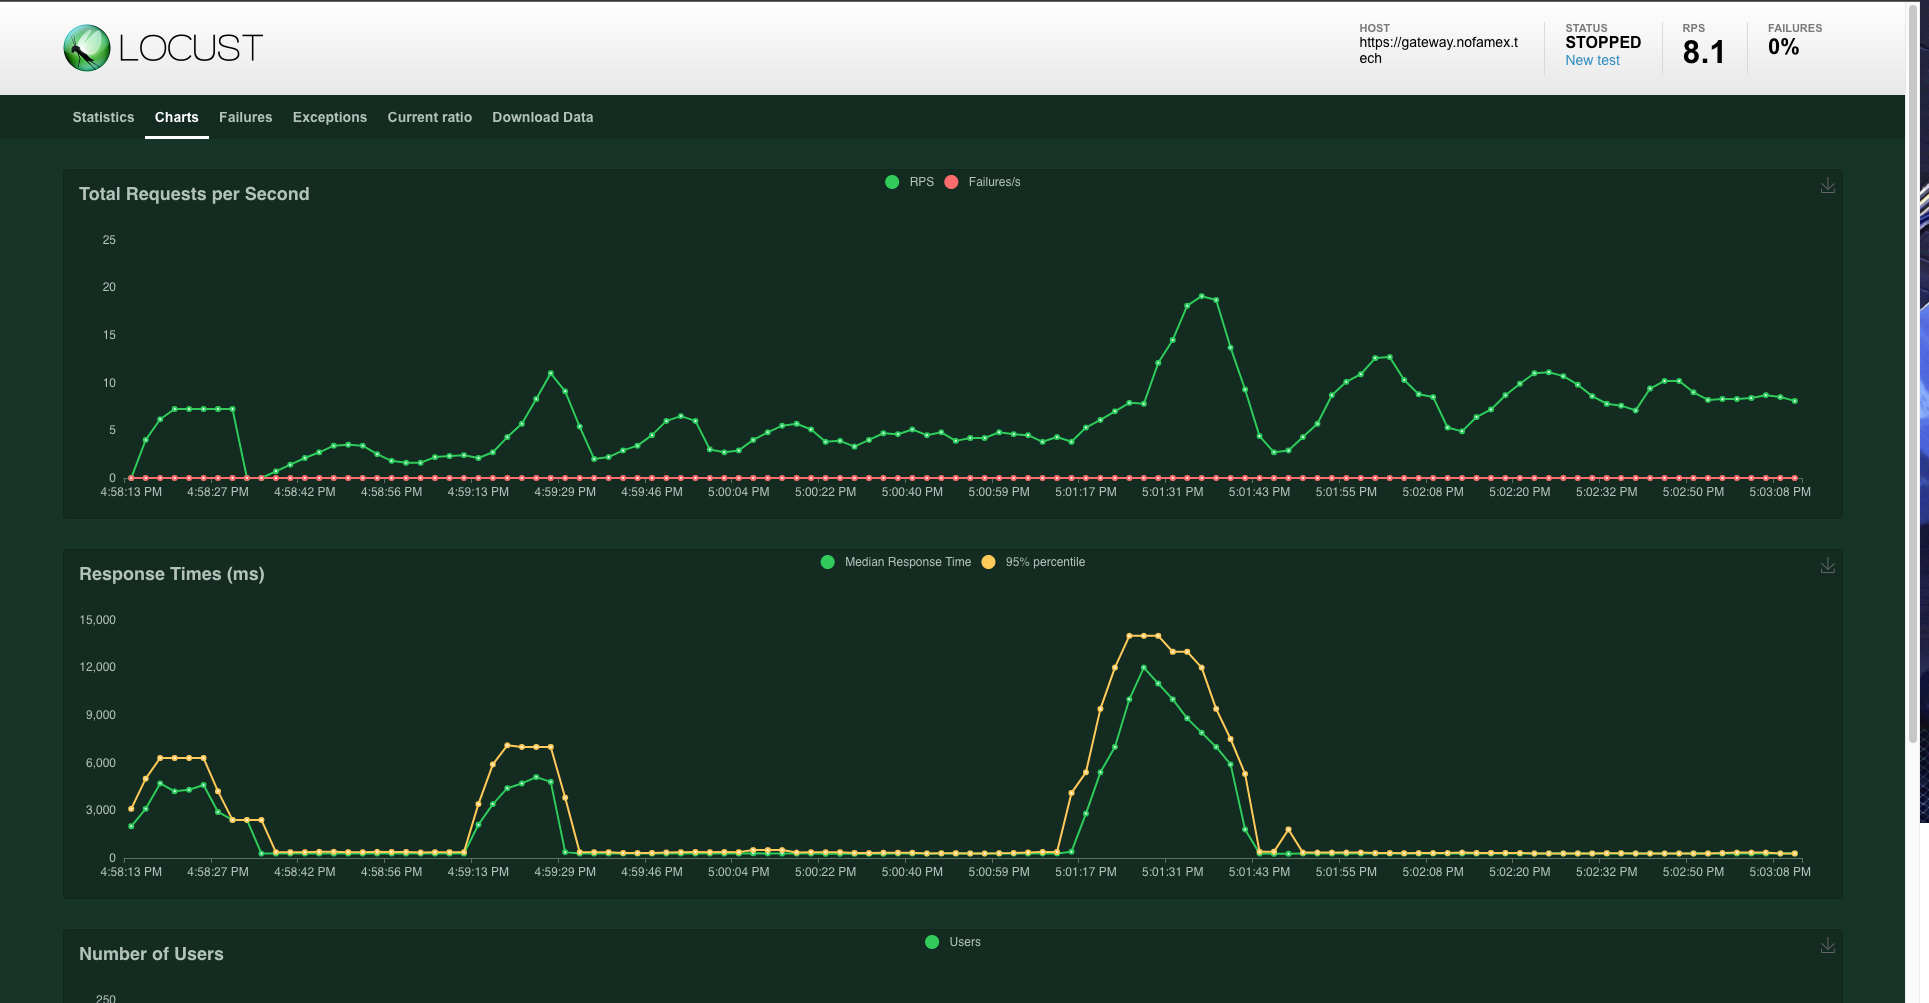 LOCUST
HOST
https://gateway.nofamex.t
ech
STATUS
STOPPED
New test
RPS
8.1
FAILURES
0%
Statistics Charts Failures Exceptions Current ratio Download Data
Total Requests per Second
RPS Failures/s
25
20
15
10
5
0
4:58:13 PM 4:58:27 PM 4:58:42 PM 4:58:56 PM 4:59:13 PM 4:59:29 PM 4:59:46 PM 5:00:04 PM 5:00:22 PM 5:00:40 PM 5:00:59 PM 5:01:17 PM 5:01:31 PM 5:01:43 PM 5:01:55 PM 5:02:08 PM 5:02:20 PM 5:02:32 PM 5:02:50 PM 5:03:08 PM
Response Times (ms)
Median Response Time 95% percentile
15,000
12,000
9,000
6,000
3,000
0
4:58:13 PM 4:58:27 PM 4:58:42 PM 4:58:56 PM 4:59:13 PM 4:59:29 PM 4:59:46 PM 5:00:04 PM 5:00:22 PM 5:00:40 PM 5:00:59 PM 5:01:17 PM 5:01:31 PM 5:01:43 PM 5:01:55 PM 5:02:08 PM 5:02:20 PM 5:02:32 PM 5:02:50 PM 5:03:08 PM
Number of Users
Users
250